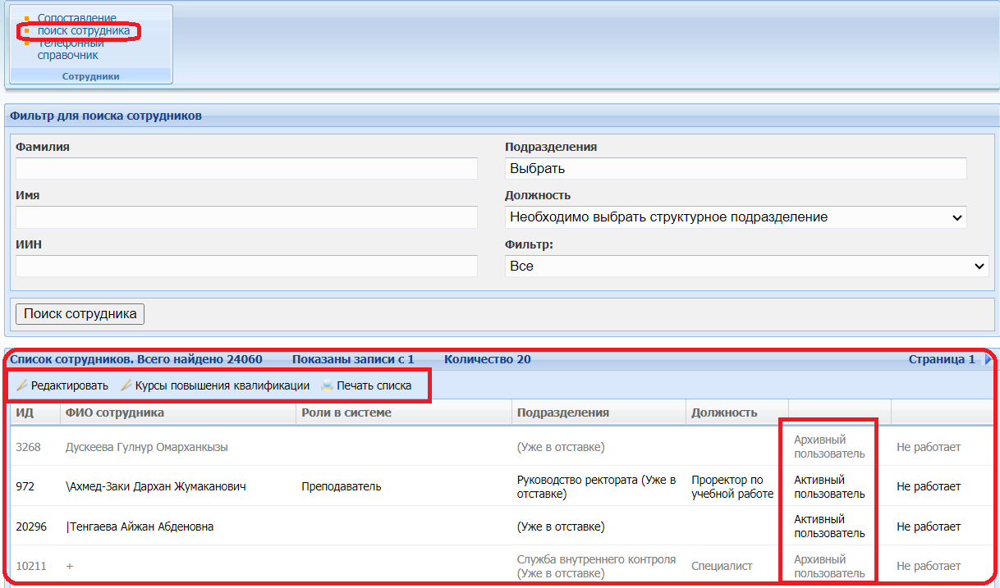 Сопоставление
поиск сотрудника
Телефонный
справочник
Сотрудники
Фильтр для поиска сотрудников
Фамилия
Подразделения
Выбрать
Имя
Должность
Необходимо выбрать структурное подразделение
ИИН
Фильтр:
Все
Поиск сотрудника
Список сотрудников. Всего найдено 24060 Показаны записи с 1 Количество 20 Страница 1
Редактировать Курсы повышения квалификации Печать списка
ИД ФИО сотрудника Роли в системе Подразделения Должность
3268 Дускеева Гулнур Омарханкызы (Уже в отставке) Архивный пользователь Не работает
972 \Ахмед-Заки Дархан Жумаканович Преподаватель Руководство ректората (Уже в отставке) Проректор по учебной работе Активный пользователь Не работает
20296 |Тенгаева Айжан Абденовна (Уже в отставке) Активный пользователь Не работает
10211 + Служба внутреннего контроля (Уже в отставке) Специалист Архивный пользователь Не работает